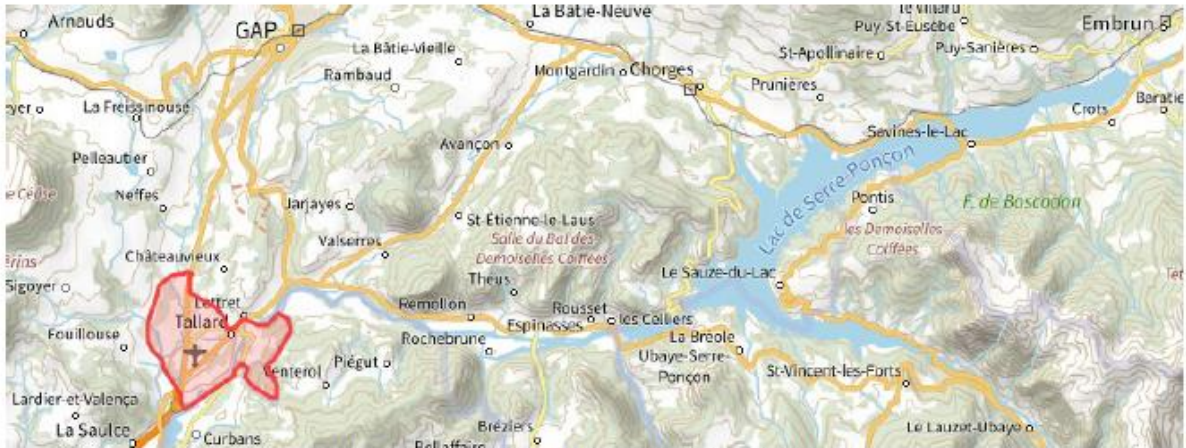 Arnauds
GAP
La Bâtie-Neuve
Puy-St-Eusèbe
Embrun
La Bâtie-Vieille
St-Apollinaire
Puy-Sanières
Rambaud
Montgardin
Chorges
Prunières
La Freissinouse
Crots
Baratie
Avançon
Savines-le-Lac
Pelleautier
Neffes
Jarjayes
Lac de Serre-Ponçon
Pontis
F. de Boscodon
St-Etienne-le-Laus
Valserres
Salle du Bal des
Demoiselles Coiffées
les Demoiselles
Coiffées
Châteauvieux
Theus
Le Sauze-du-Lac
Sigoyer
Lettret
Remollon
Rousset
les Celliers
Tallard
Espinasses
Fouillouse
Rochebrune
La Bréole
Ubaye-Serre-
Ponçon
Piégut
Venterol
St-Vincent-les-Forts
Lardier-et-Valença
La Saulce
Curbans
Bréziers
Bellaffaire
Le Lauzet-Ubaye